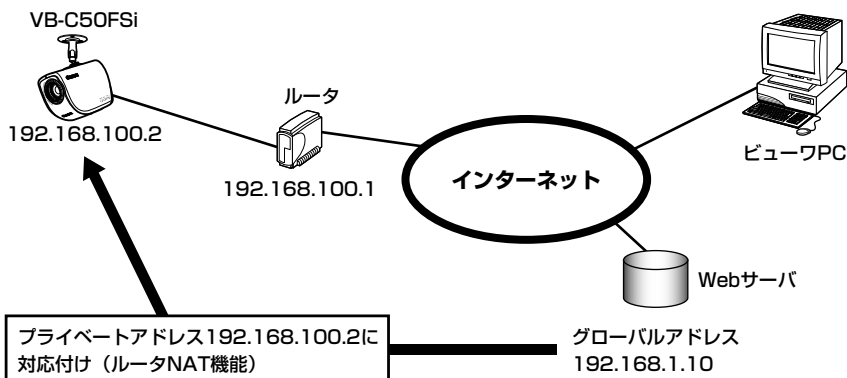 VB-C50FSi
192.168.100.2
ルータ
192.168.100.1
インターネット
ビューワPC
Webサーバ
プライベートアドレス192.168.100.2に
対応付け（ルータNAT機能）
グローバルアドレス
192.168.1.10